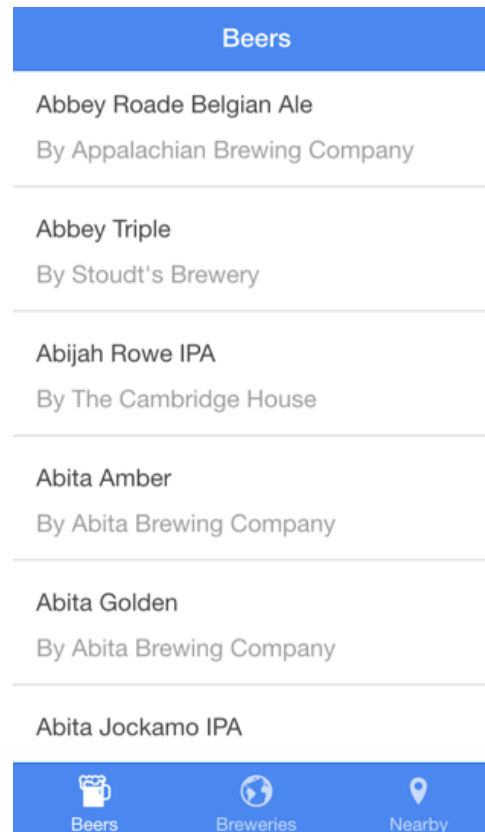 Beers
Abbey Roade Belgian Ale
By Appalachian Brewing Company
Abbey Triple
By Stoudt's Brewery
Abijah Rowe IPA
By The Cambridge House
Abita Amber
By Abita Brewing Company
Abita Golden
By Abita Brewing Company
Abita Jockamo IPA
Beers Breweries Nearby